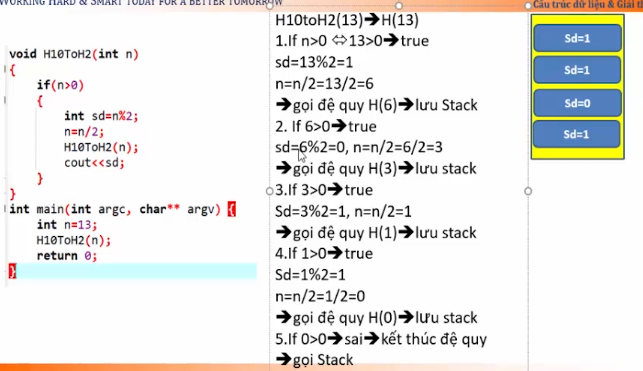 WORKING HARD & SMART TODAY FOR A BETTER TOMORROW
Cấu trúc dữ liệu & Giải th
void H10ToH2(int n)
{
if(n>0)
{
int sd=n%2;
n=n/2;
H10ToH2(n);
cout<<sd;
}
}
int main(int argc, char** argv) {
int n=13;
H10ToH2(n);
return 0;
}
H10toH2(13)➔H(13)
1.If n>0 ⇔13>0➔true
sd=13%2=1
n=n/2=13/2=6
➔gọi đệ quy H(6)➔lưu Stack
2. If 6>0➔true
sd=6%2=0, n=n/2=6/2=3
➔gọi đệ quy H(3)➔lưu stack
3.If 3>0➔true
Sd=3%2=1, n=n/2=1
➔gọi đệ quy H(1)➔lưu stack
4.If 1>0➔true
Sd=1%2=1
n=n/2=1/2=0
➔gọi đệ quy H(0)➔lưu stack
5.If 0>0➔sai➔kết thúc đệ quy
➔gọi Stack
Sd=1
Sd=1
Sd=0
Sd=1